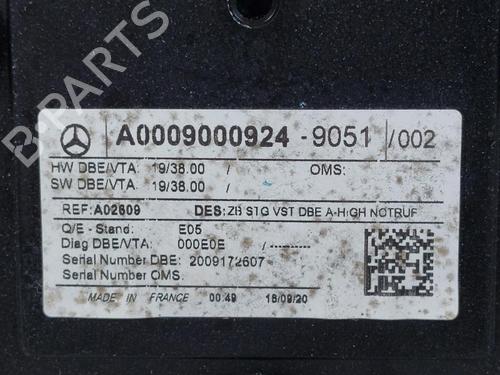 A0009000924 - 9051 /002
HW DBE/VTA: 19/38.00 / OMS:
SW DBE/VTA: 19/38.00 /
REF: A02609 DES: ZB STG VST DBE A-HIGH NOTRUF
Q/E - Stand: E05
Diag DBE/VTA: 000E0E / ----------
Serial Number DBE: 2009172607
Serial Number OMS:
MADE IN FRANCE 00:49 18/09/20
B-PARTS